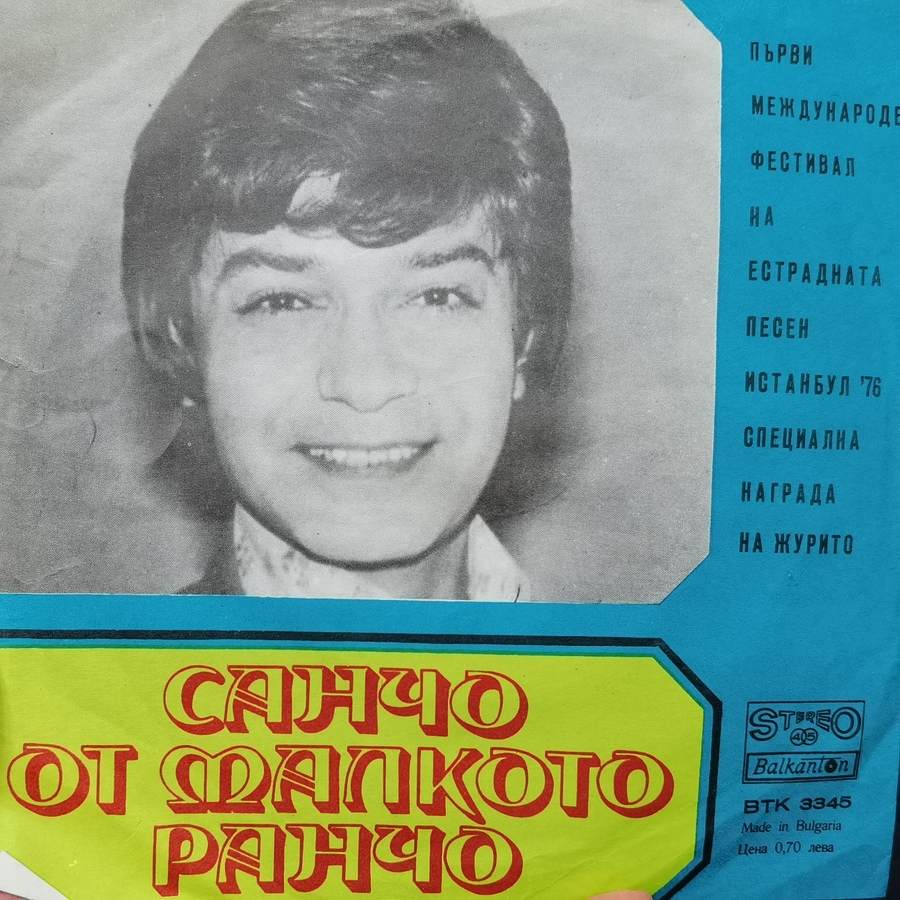 ПЪРВИ
МЕЖДУНАРОДЕ
ФЕСТИВАЛ
НА
ЕСТРАДНАТА
ПЕСЕН
ИСТАНБУЛ '76
СПЕЦИАЛНА
НАГРАДА
НА ЖУРИТО
САНЧО
ОТ МАЛКОТО
РАНЧО
STEREO
45
Balkanton
ВТК 3345
Made in Bulgaria
Цена 0,70 лева